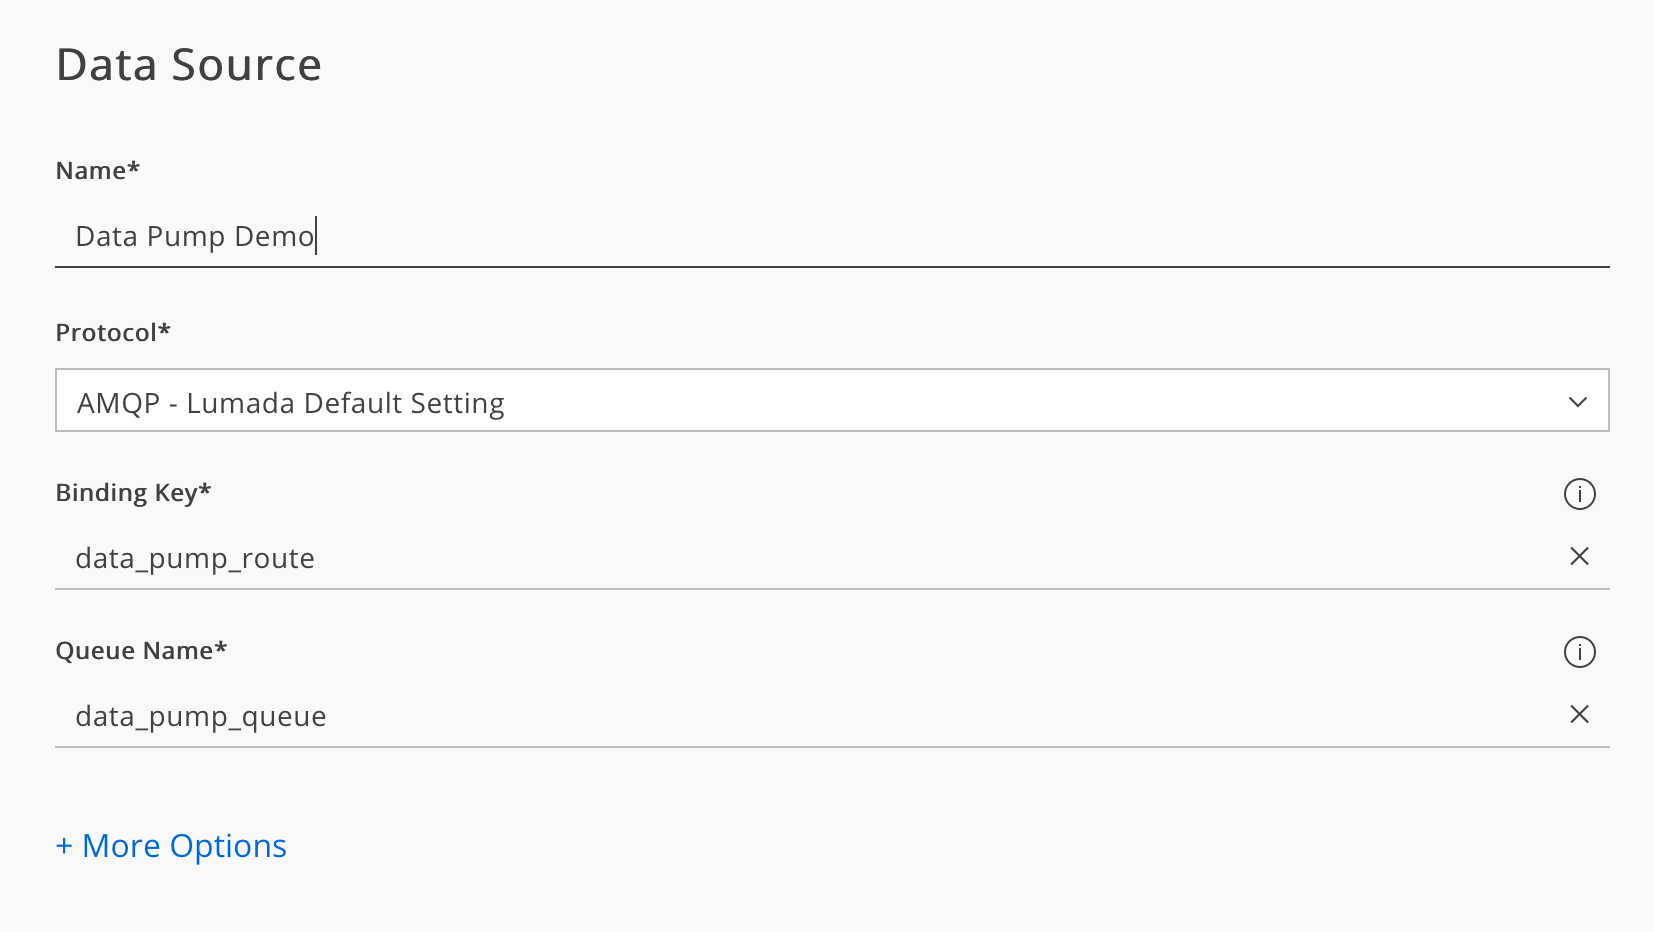 Data Source
Name*
Data Pump Demo
Protocol*
AMQP - Lumada Default Setting
Binding Key*
data_pump_route
Queue Name*
data_pump_queue
+ More Options